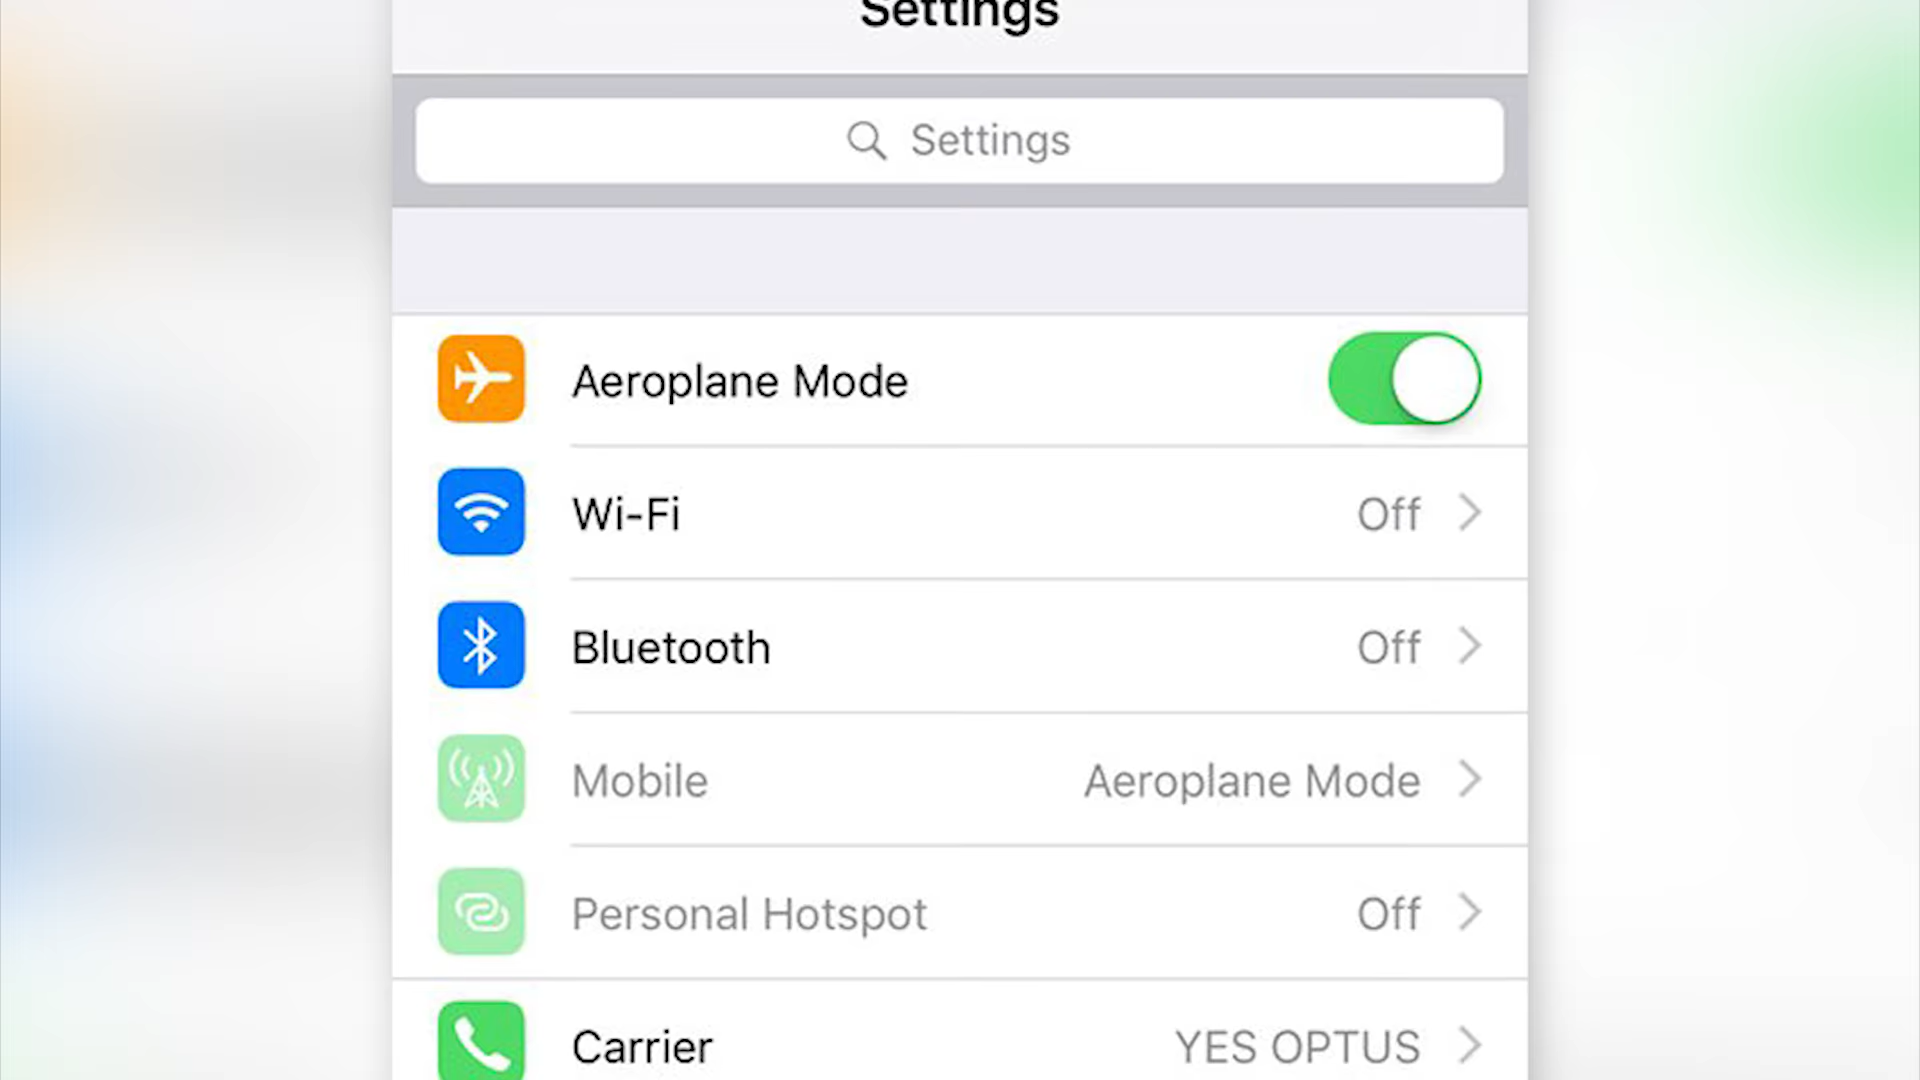 Settings
Settings
Aeroplane Mode
Wi-Fi Off
Bluetooth Off
Mobile Aeroplane Mode
Personal Hotspot Off
Carrier YES OPTUS